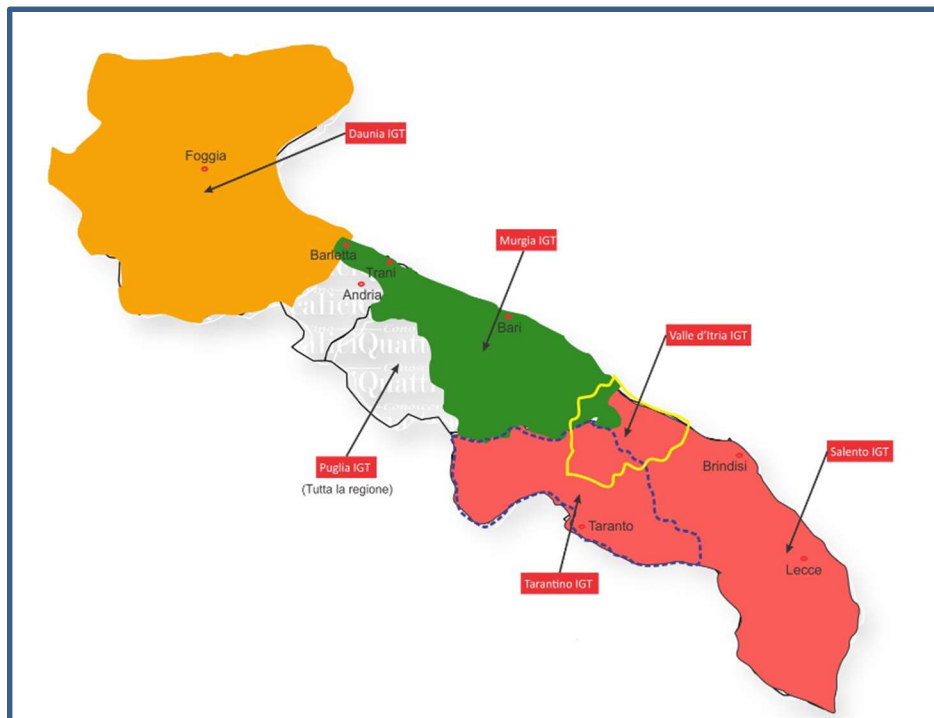 Daunia IGT
Foggia
Murgia IGT
Barletta
Trani
Andria
Bari
Valle d'Itria IGT
Puglia IGT
(Tutta la regione)
Brindisi
Salento IGT
Taranto
Lecce
Tarantino IGT